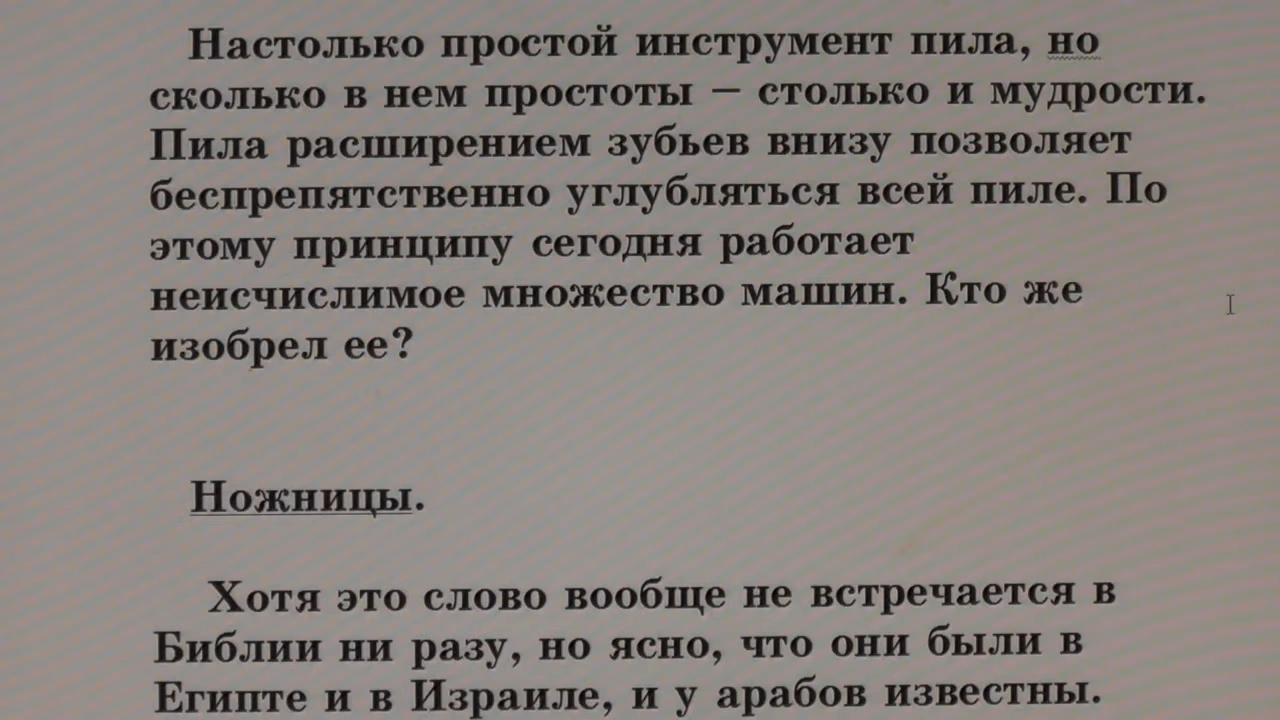 Настолько простой инструмент пила, но
сколько в нем простоты – столько и мудрости.
Пила расширением зубьев внизу позволяет
беспрепятственно углубляться всей пиле. По
этому принципу сегодня работает
неисчислимое множество машин. Кто же
изобрел ее?
Ножницы.
Хотя это слово вообще не встречается в
Библии ни разу, но ясно, что они были в
Египте и в Израиле, и у арабов известны.